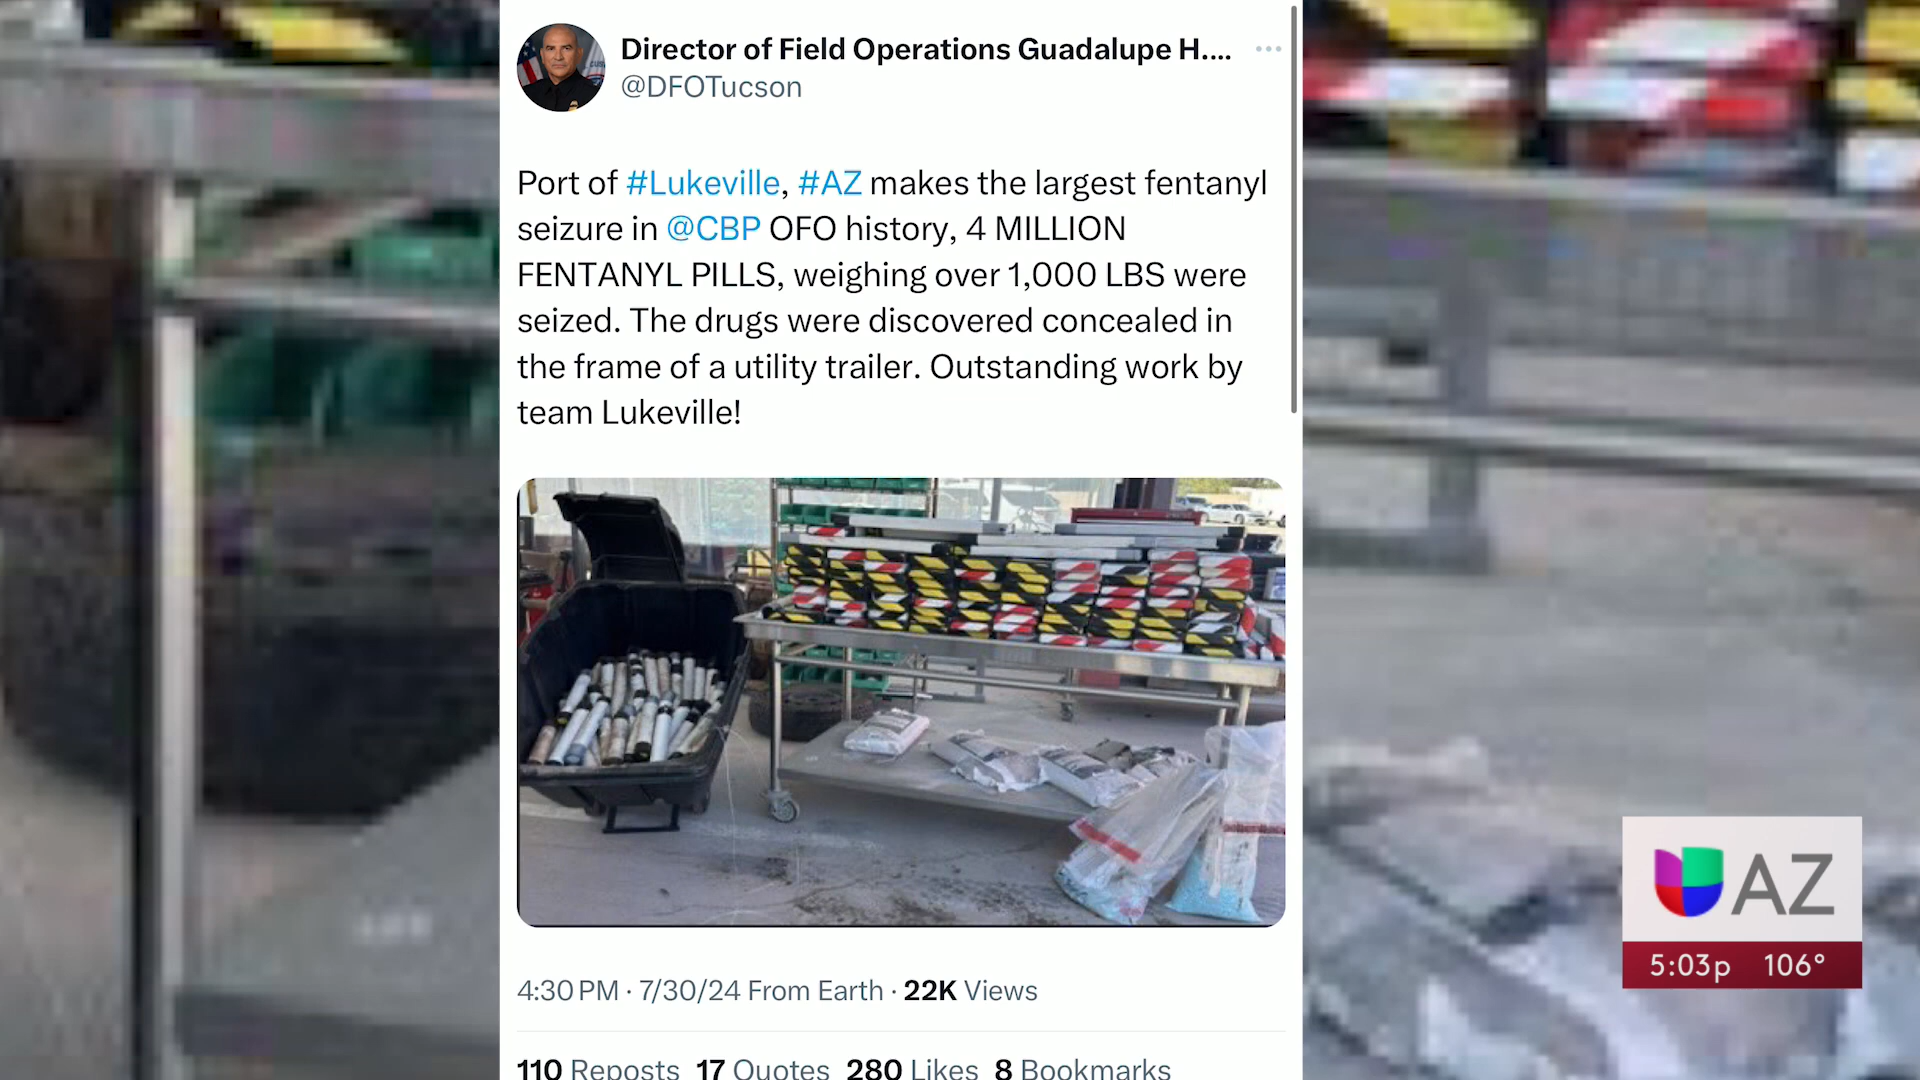 Director of Field Operations Guadalupe H....
@DFOTucson
Port of #Lukeville, #AZ makes the largest fentanyl
seizure in @CBP OFO history, 4 MILLION
FENTANYL PILLS, weighing over 1,000 LBS were
seized. The drugs were discovered concealed in
the frame of a utility trailer. Outstanding work by
team Lukeville!
4:30 PM · 7/30/24 From Earth · 22K Views
110 Reposts 17 Quotes 280 Likes 8 Bookmarks
AZ
5:03p 106°